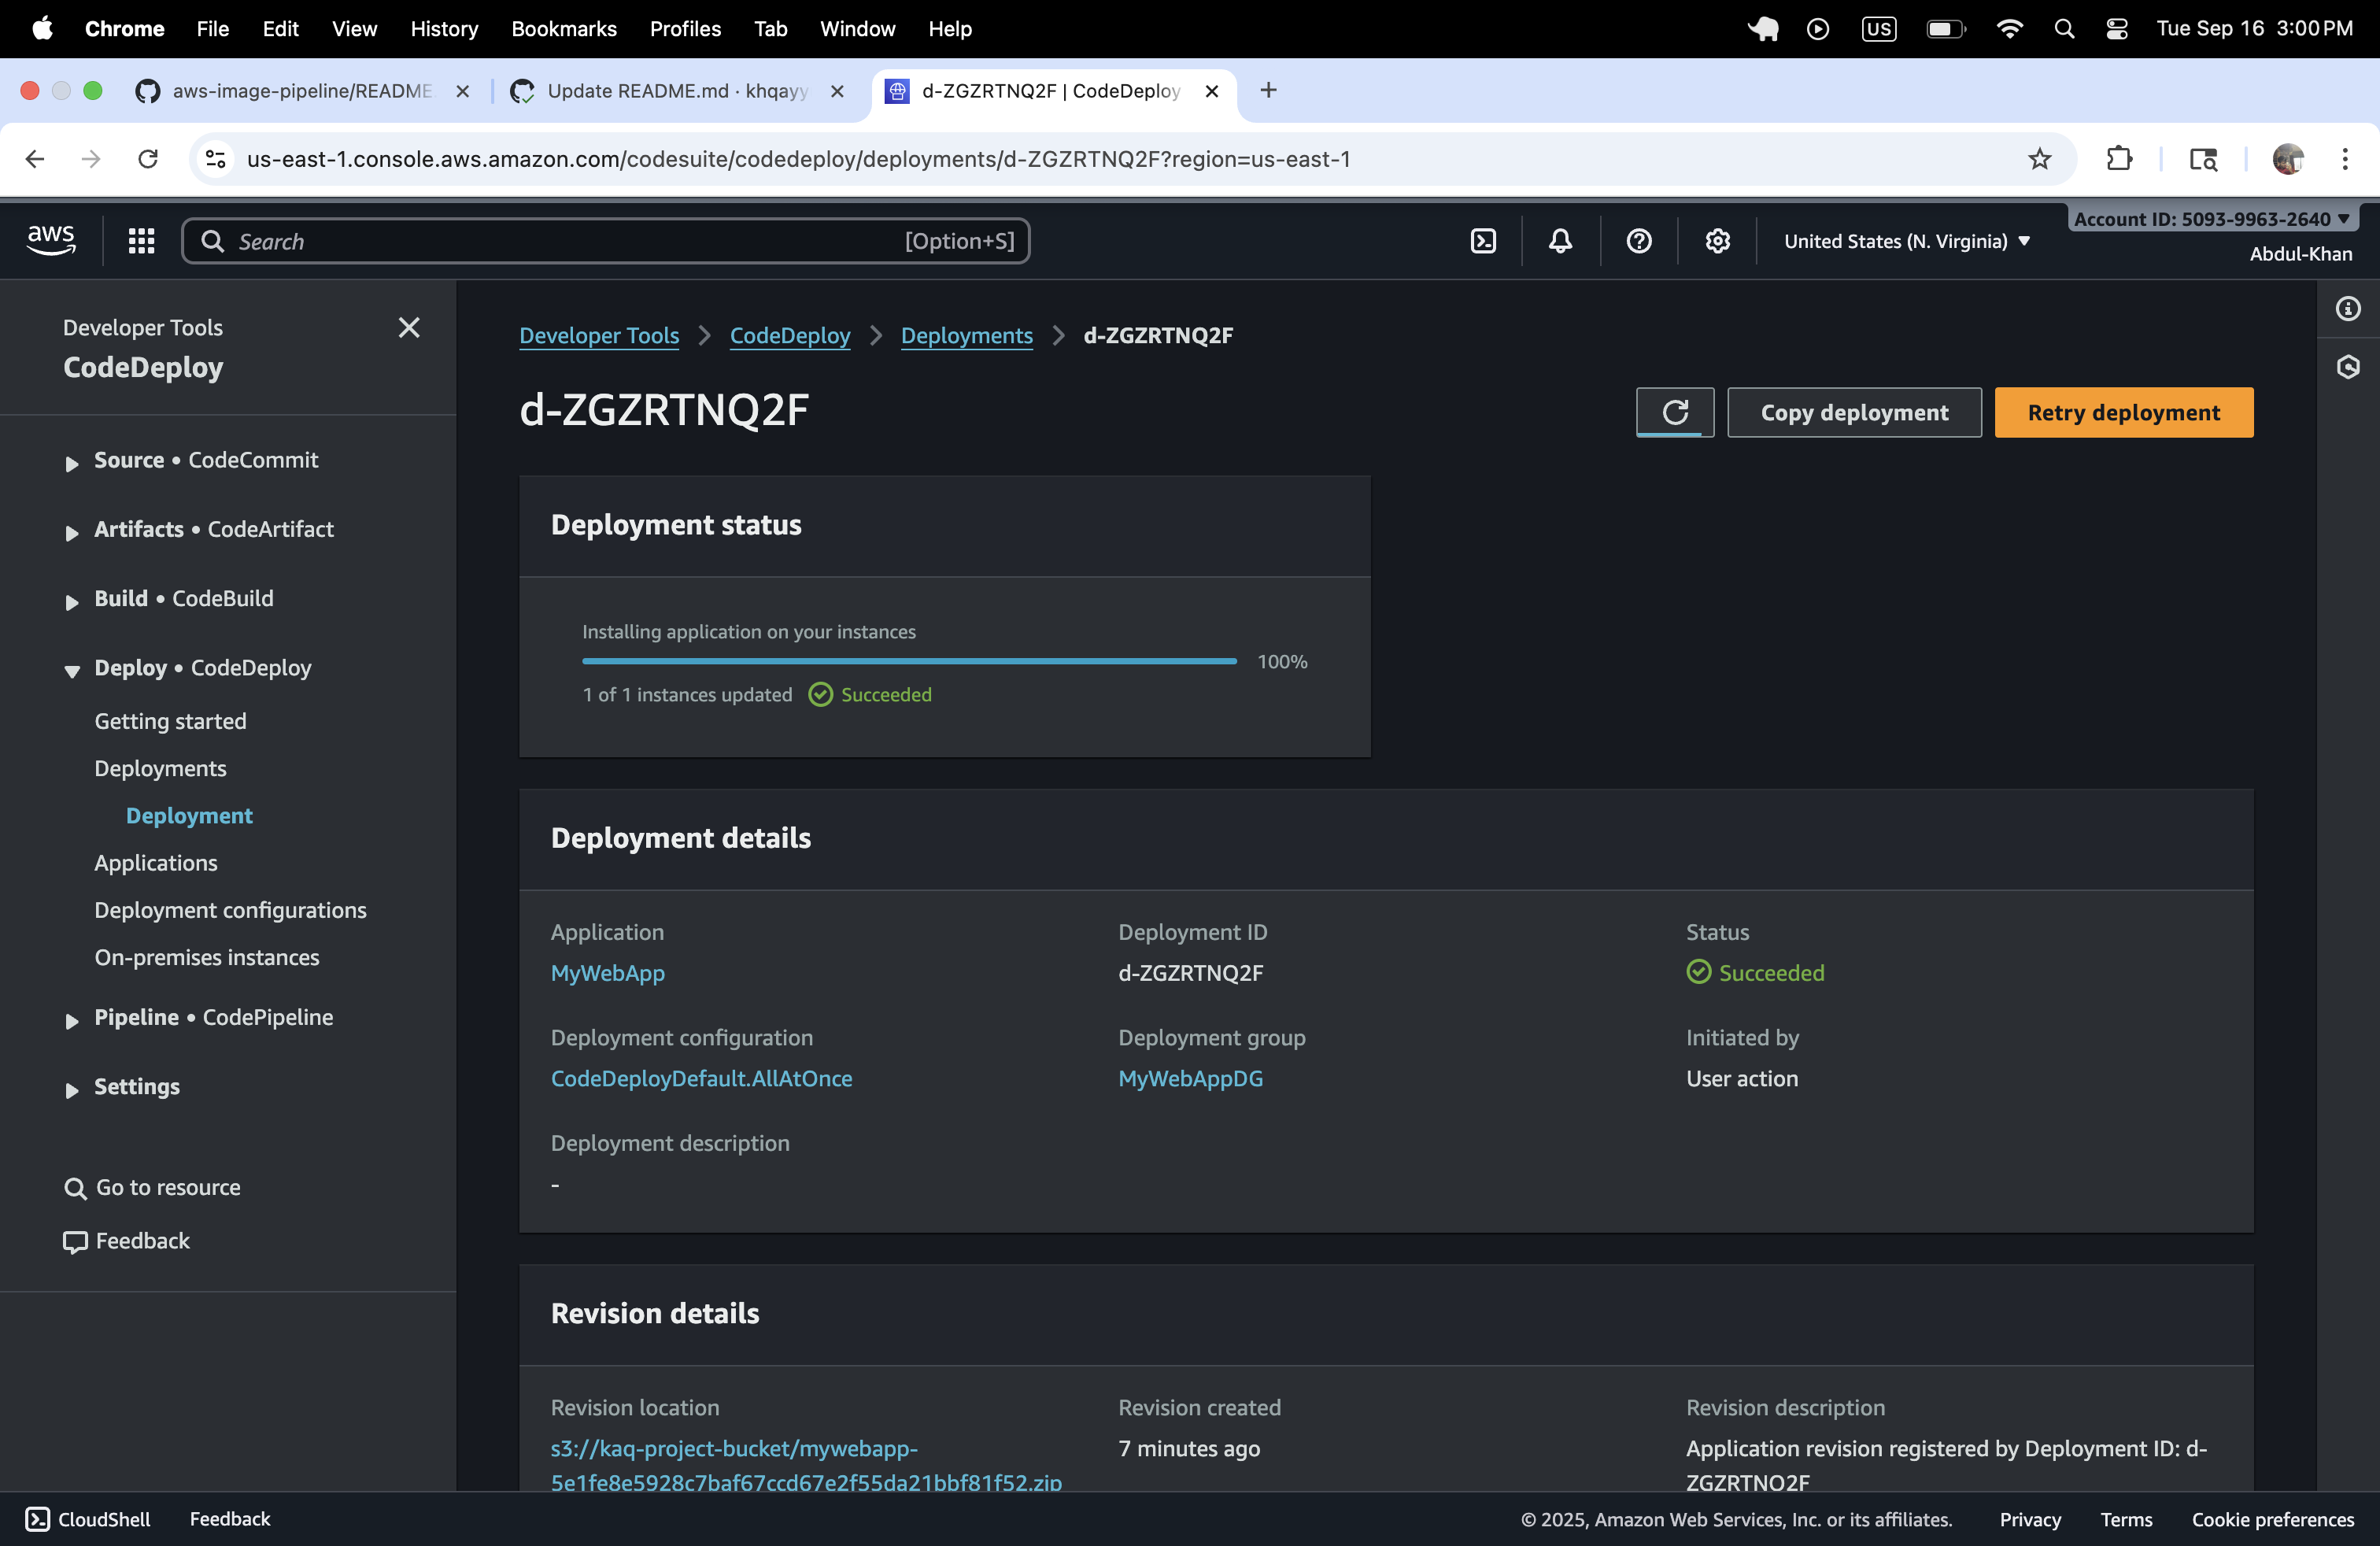 Chrome File Edit View History Bookmarks Profiles Tab Window Help US Tue Sep 16 3:00 PM
aws-image-pipeline/README Update README.md · khqayy d-ZGZRTNQ2F | CodeDeploy
us-east-1.console.aws.amazon.com/codesuite/codedeploy/deployments/d-ZGZRTNQ2F?region=us-east-1
aws Search [Option+S] United States (N. Virginia) Account ID: 5093-9963-2640
Abdul-Khan
Developer Tools
CodeDeploy
Source • CodeCommit
Artifacts • CodeArtifact
Build • CodeBuild
Deploy • CodeDeploy
Getting started
Deployments
Deployment
Applications
Deployment configurations
On-premises instances
Pipeline • CodePipeline
Settings
Go to resource
Feedback
Developer Tools CodeDeploy Deployments d-ZGZRTNQ2F
d-ZGZRTNQ2F
Copy deployment Retry deployment
Deployment status
Installing application on your instances
100%
1 of 1 instances updated Succeeded
Deployment details
Application Deployment ID Status
MyWebApp d-ZGZRTNQ2F Succeeded
Deployment configuration Deployment group Initiated by
CodeDeployDefault.AllAtOnce MyWebAppDG User action
Deployment description
-
Revision details
Revision location Revision created Revision description
s3://kaq-project-bucket/mywebapp- 7 minutes ago Application revision registered by Deployment ID: d-
5e1fe8e5928c7baf67ccd67e2f55da21bbf81f52.zip ZGZRTNQ2F
CloudShell Feedback © 2025, Amazon Web Services, Inc. or its affiliates. Privacy Terms Cookie preferences